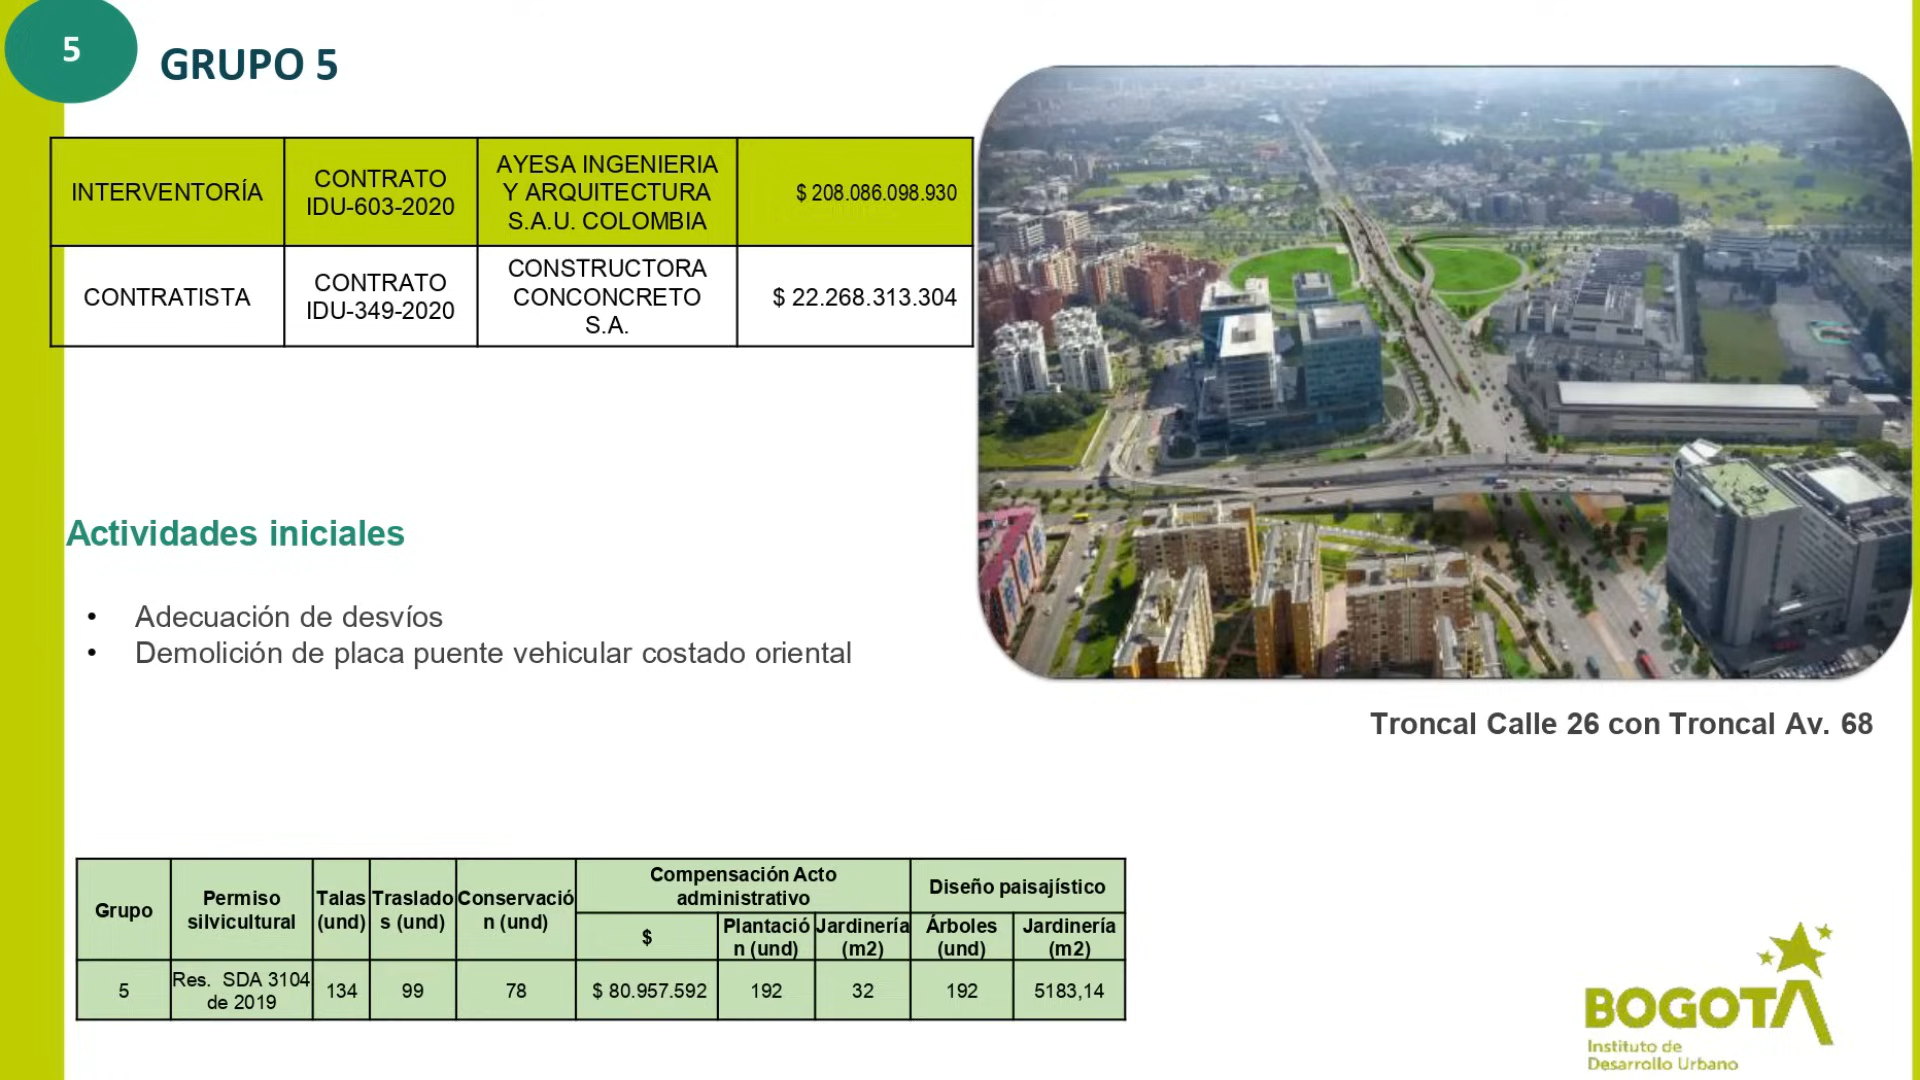 5
GRUPO 5
INTERVENTORÍA
CONTRATO
IDU-603-2020
AYESA INGENIERIA
Y ARQUITECTURA
S.A.U. COLOMBIA
$ 208.086.098.930
CONTRATISTA
CONTRATO
IDU-349-2020
CONSTRUCTORA
CONCONCRETO
S.A.
$ 22.268.313.304
Actividades iniciales
• Adecuación de desvíos
• Demolición de placa puente vehicular costado oriental
Troncal Calle 26 con Troncal Av. 68
Grupo
Permiso
silvicultural
Talas
(und)
Traslado
s (und)
Conservació
n (und)
Compensación Acto
administrativo
Diseño paisajístico
$
Plantació
n (und)
Jardinería
(m2)
Árboles
(und)
Jardinería
(m2)
5
Res. SDA 3104
de 2019
134
99
78
$ 80.957.592
192
32
192
5183,14
BOGOTÁ
Instituto de
Desarrollo Urbano